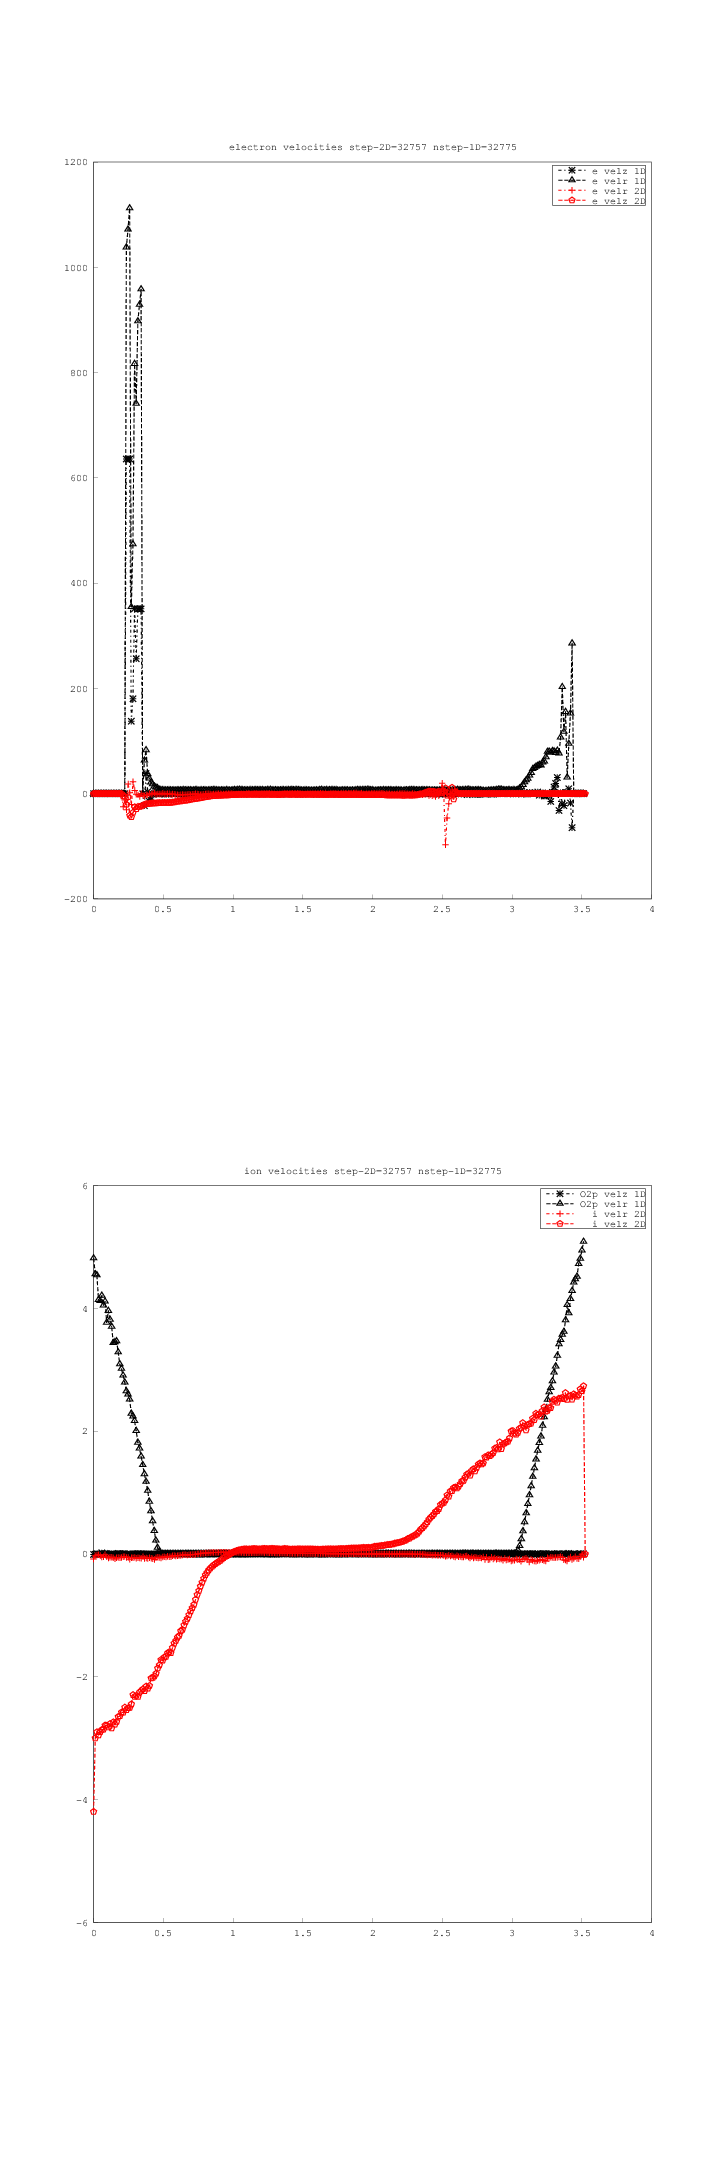 electron velocities step-2D=32757 nstep-1D=32775
1200
e velz 1D
e velr 1D
e velr 2D
e velz 2D
1000
800
600
400
200
0
-200
0 0.5 1 1.5 2 2.5 3 3.5 4
ion velocities step-2D=32757 nstep-1D=32775
6
O2p velz 1D
O2p velr 1D
i velr 2D
i velz 2D
4
2
0
-2
-4
-6
0 0.5 1 1.5 2 2.5 3 3.5 4